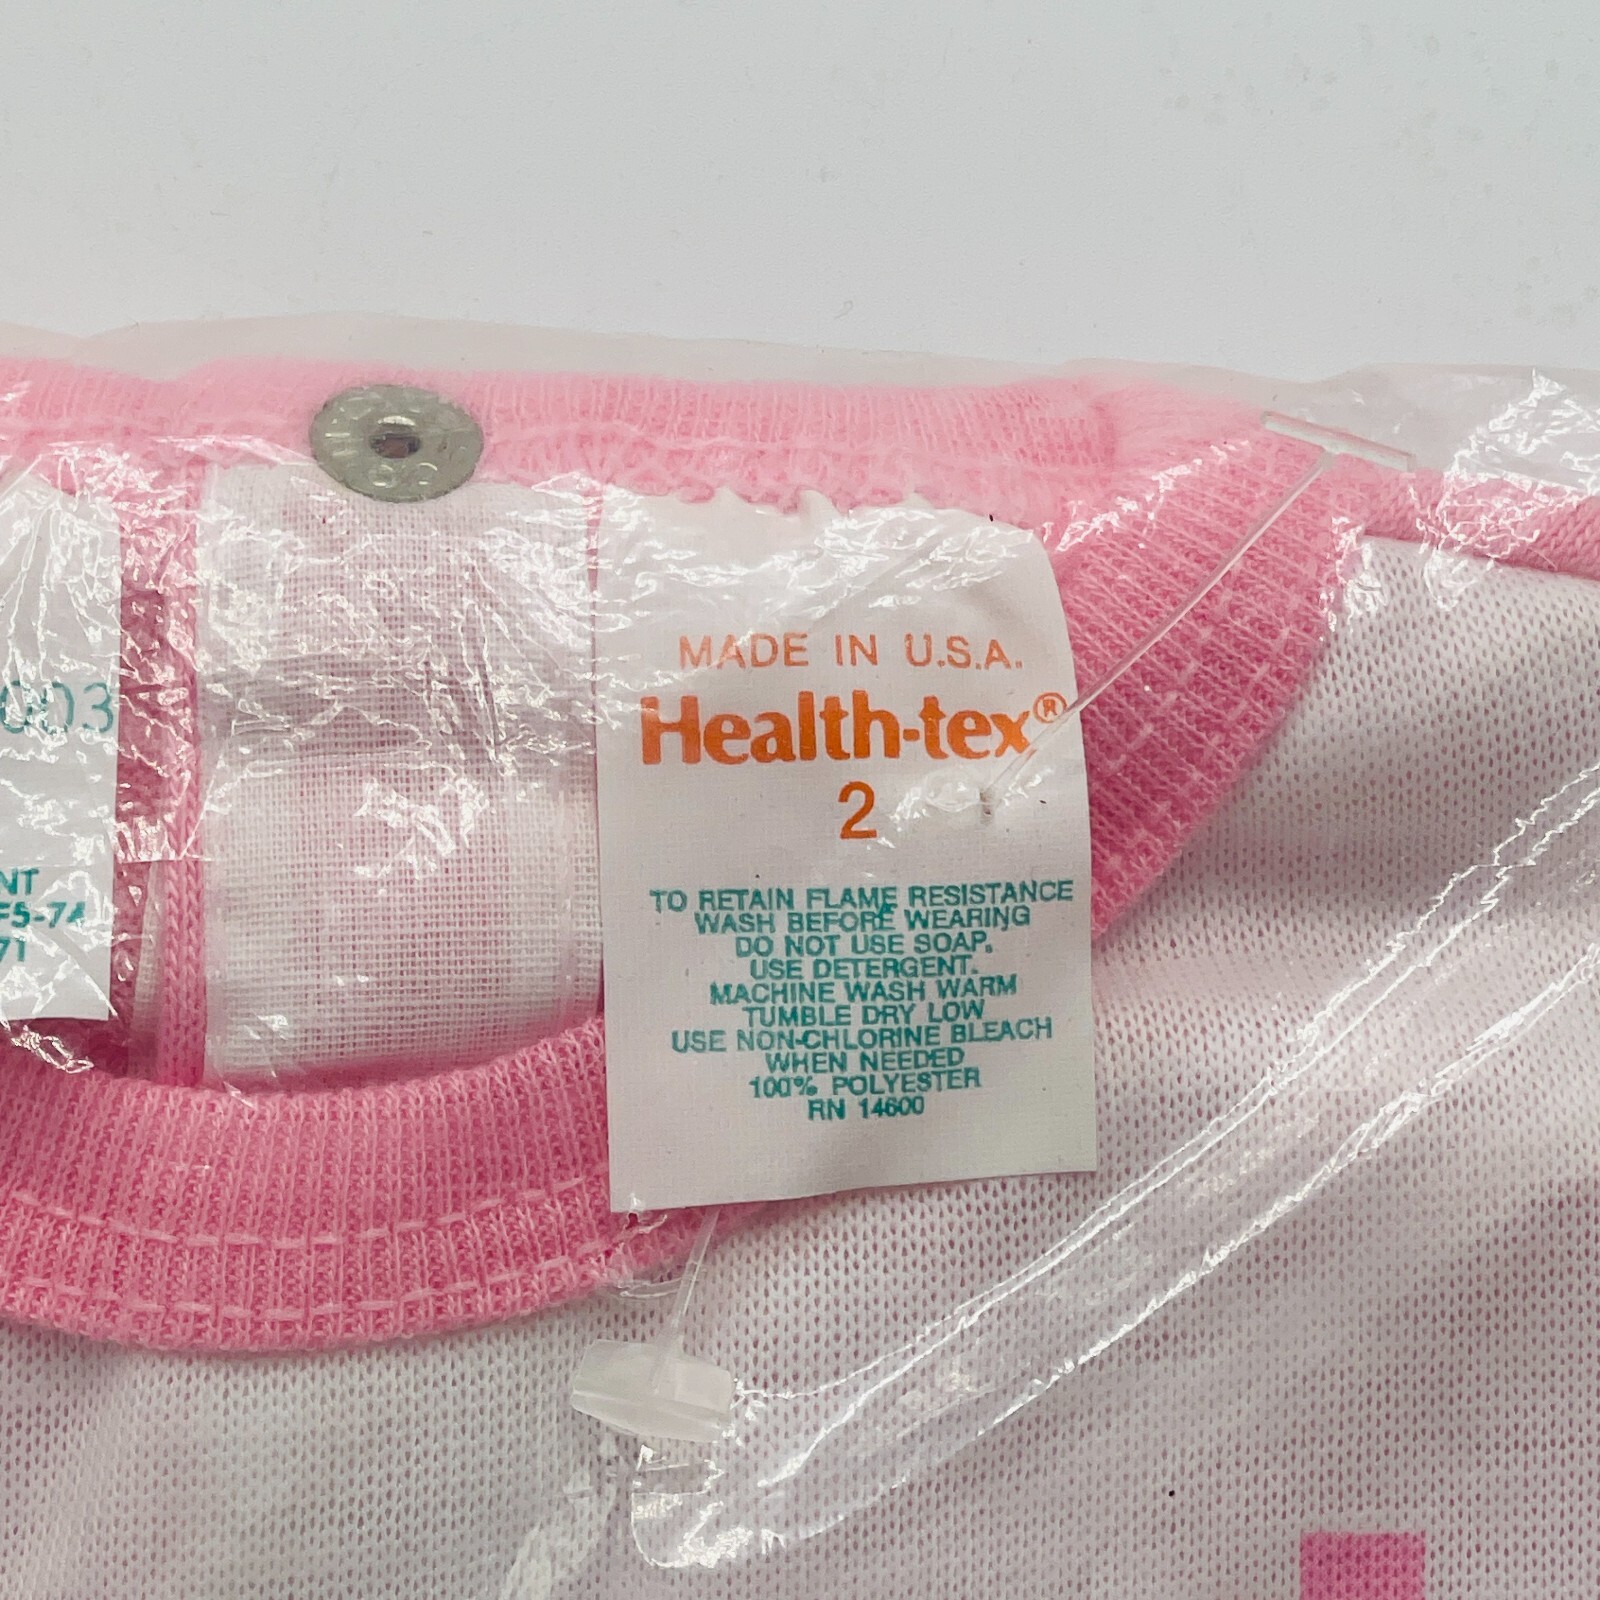 003
NT
F5-74
71
MADE IN U.S.A.
Health-tex®
2
TO RETAIN FLAME RESISTANCE
WASH BEFORE WEARING
DO NOT USE SOAP.
USE DETERGENT.
MACHINE WASH WARM
TUMBLE DRY LOW
USE NON-CHLORINE BLEACH
WHEN NEEDED
100% POLYESTER
RN 14600